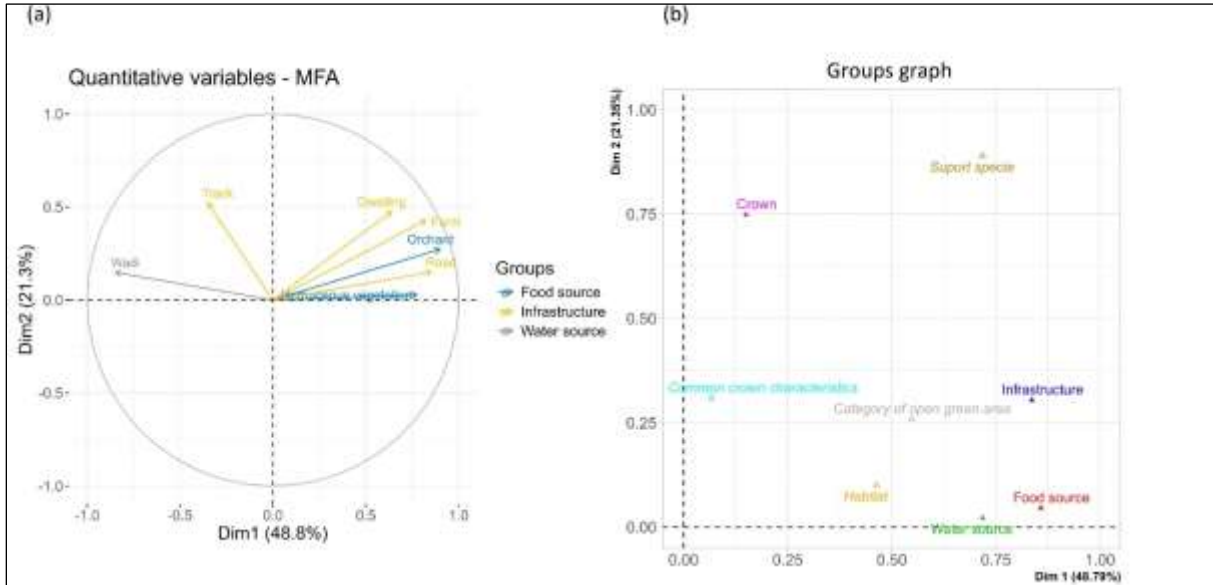 (a)
(b)
Quantitative variables - MFA
Groups graph
1.0
0.5
0.0
-0.5
-1.0
-1.0 -0.5 0.0 0.5 1.0
Dim2 (21.3%)
Dim1 (48.8%)
Track
Dwelling
Farm
Orchard
Road
Wadi
Groups
Food source
Infrastructure
Water source
Dim 2 (21.35%)
1.00
0.75
0.50
0.25
0.00
0.00 0.25 0.50 0.75 1.00
Dim 1 (48.79%)
Suport specie
Crown
Common crown characteristics
Infrastructure
Category of open green area
Habitat
Food source
Water source